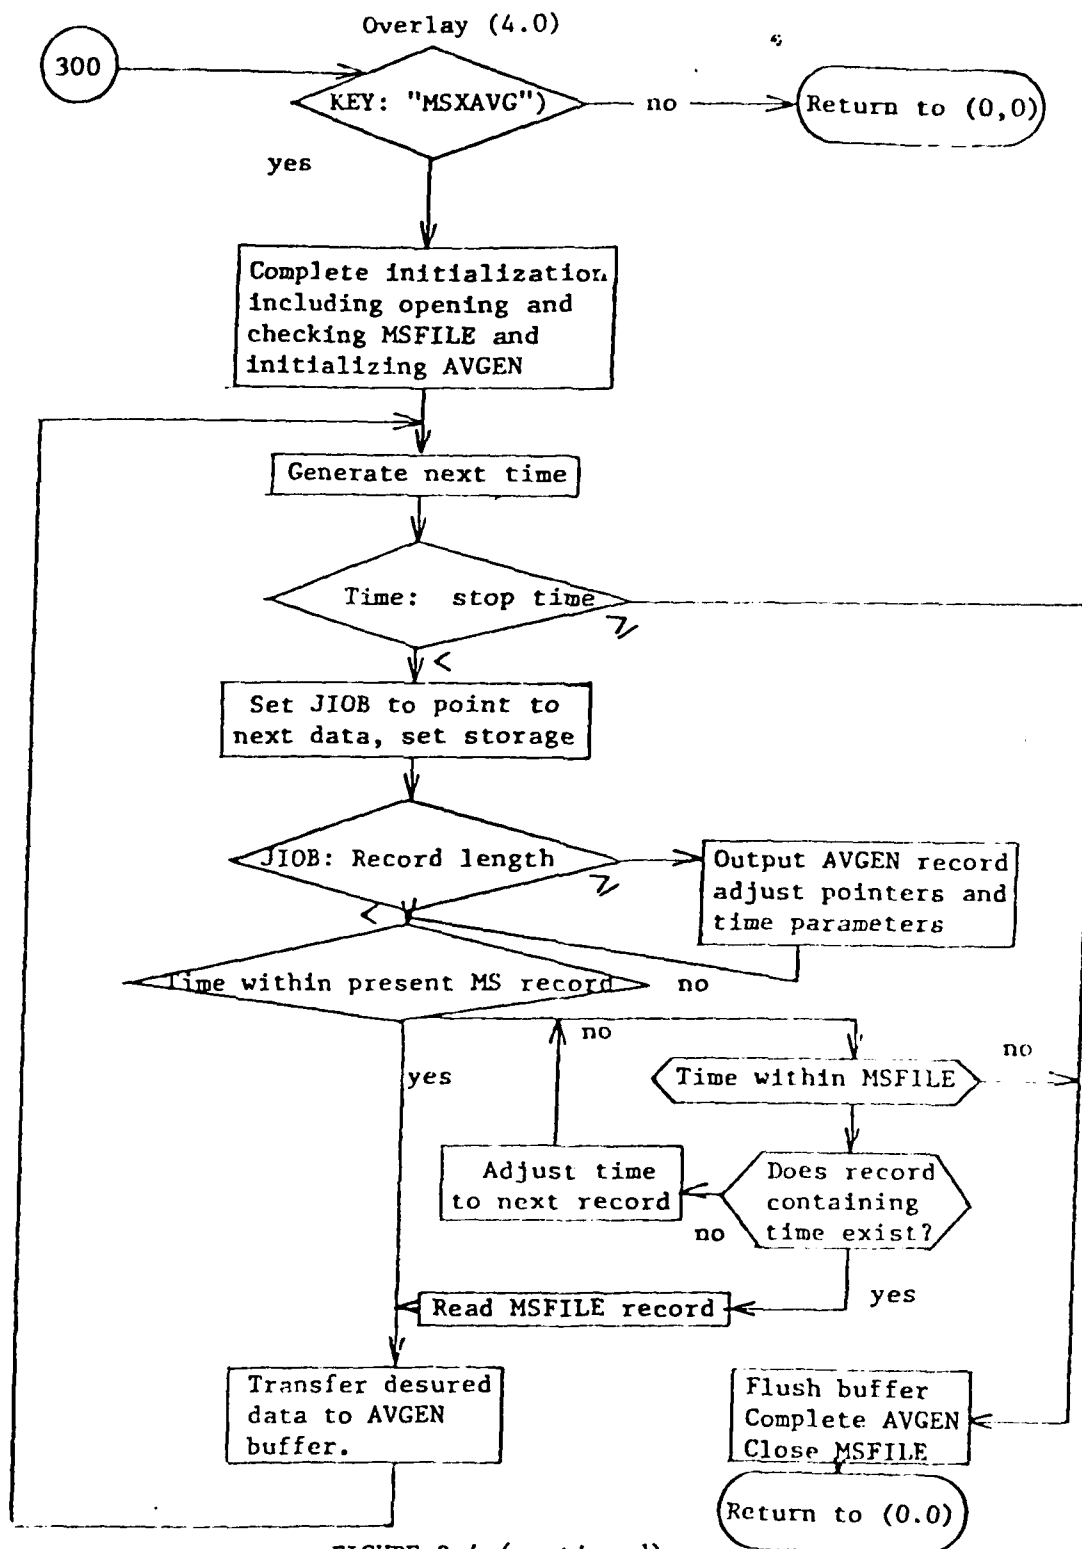 Overlay (4.0)
300
KEY: "MSXAVG")
no
Return to (0,0)
yes
Complete initialization
including opening and
checking MSFILE and
initializing AVGEN
Generate next time
Time: stop time
≥
<
Set JIOB to point to
next data, set storage
JIOB: Record length
≥
<
Output AVGEN record
adjust pointers and
time parameters
Time within present MS record
no
no
yes
Time within MSFILE
no
Adjust time
to next record
Does record
containing
time exist?
no
yes
Read MSFILE record
Transfer desured
data to AVGEN
buffer.
Flush buffer
Complete AVGEN
Close MSFILE
Return to (0.0)
(continued)